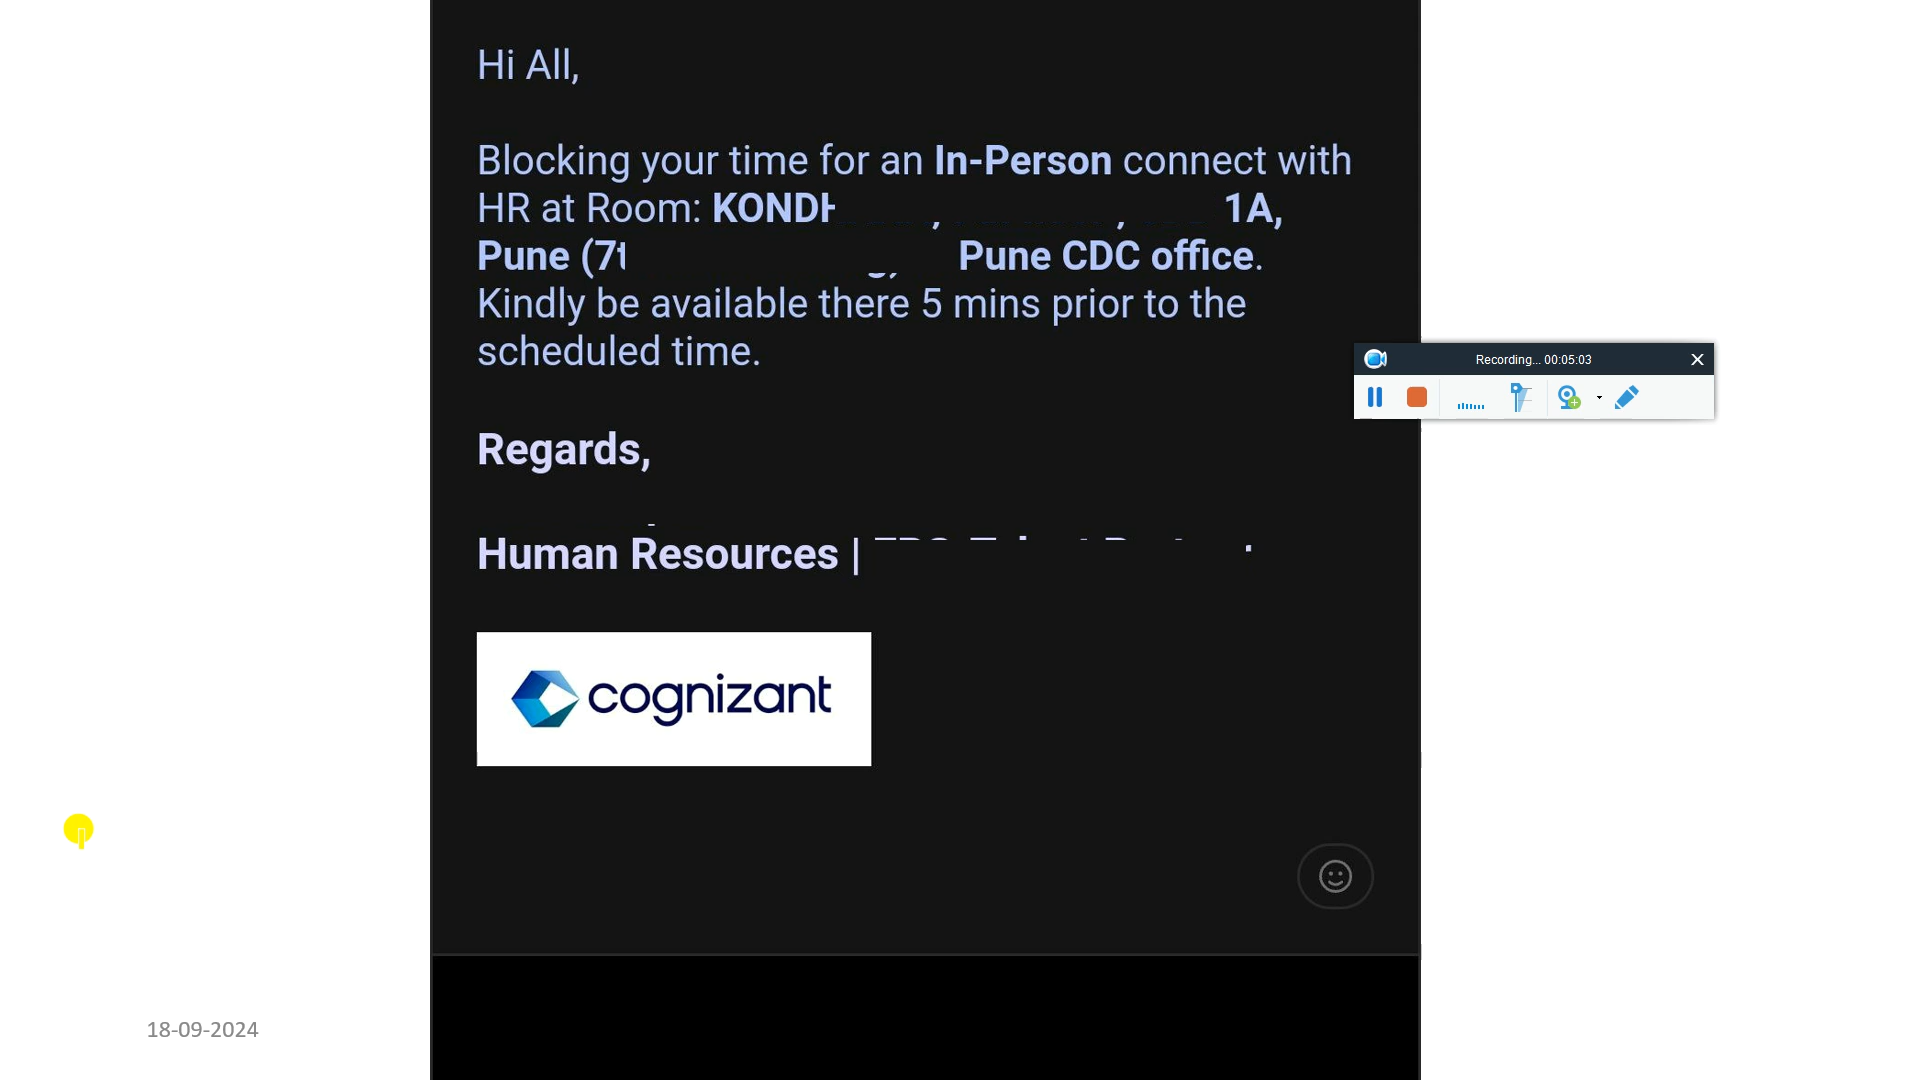 Hi All,
Blocking your time for an In-Person connect with
HR at Room: 1A,
Pune Pune CDC office.
Kindly be available there 5 mins prior to the
scheduled time.
Regards,
Human Resources |
cognizant
Recording... 00:05:03
18-09-2024